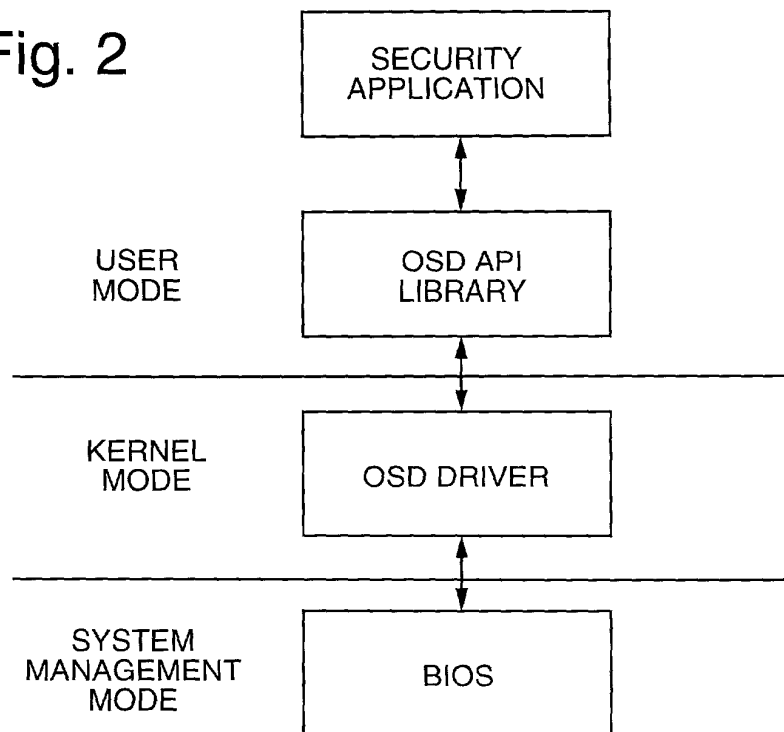 Fig. 2
SECURITY
APPLICATION
USER
MODE
OSD API
LIBRARY
KERNEL
MODE
OSD DRIVER
SYSTEM
MANAGEMENT
MODE
BIOS